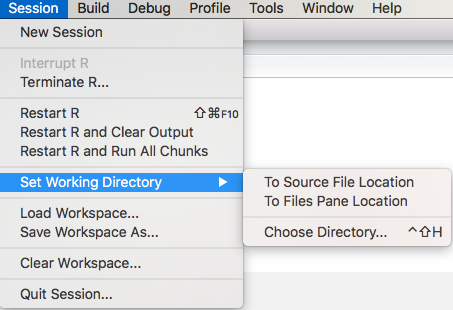 Session Build Debug Profile Tools Window Help
New Session
Interrupt R
Terminate R...
Restart R ⇧⌘F10
Restart R and Clear Output
Restart R and Run All Chunks
Set Working Directory ▶
To Source File Location
To Files Pane Location
Choose Directory... ^⇧H
Load Workspace...
Save Workspace As...
Clear Workspace...
Quit Session...